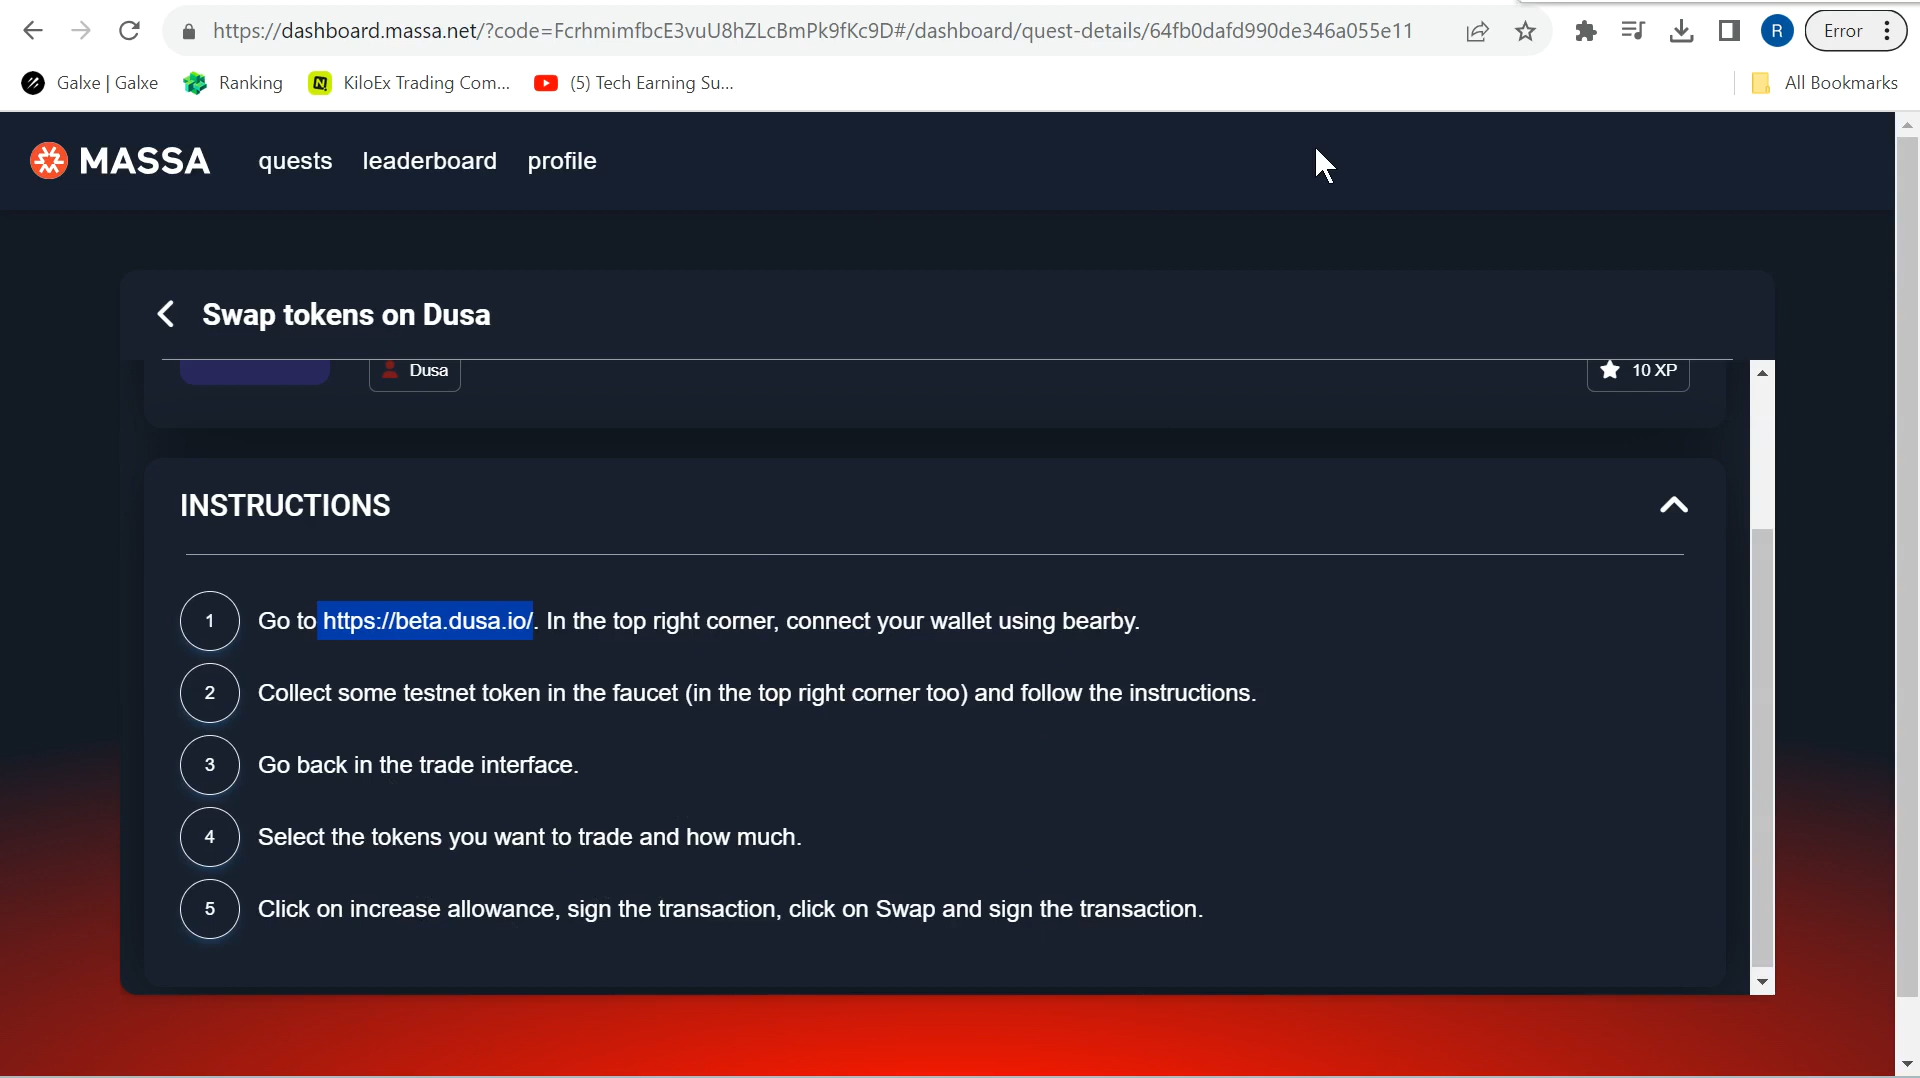 https://dashboard.massa.net/?code=FcrhmimfbcE3vuU8hZLcBmPk9fKc9D#/dashboard/quest-details/64fb0dafd990de346a055e11
R
Error
Galxe | Galxe
Ranking
KiloEx Trading Com...
(5) Tech Earning Su...
All Bookmarks
MASSA
quests
leaderboard
profile
Swap tokens on Dusa
Dusa
10 XP
INSTRUCTIONS
1 Go to https://beta.dusa.io/. In the top right corner, connect your wallet using bearby.
2 Collect some testnet token in the faucet (in the top right corner too) and follow the instructions.
3 Go back in the trade interface.
4 Select the tokens you want to trade and how much.
5 Click on increase allowance, sign the transaction, click on Swap and sign the transaction.